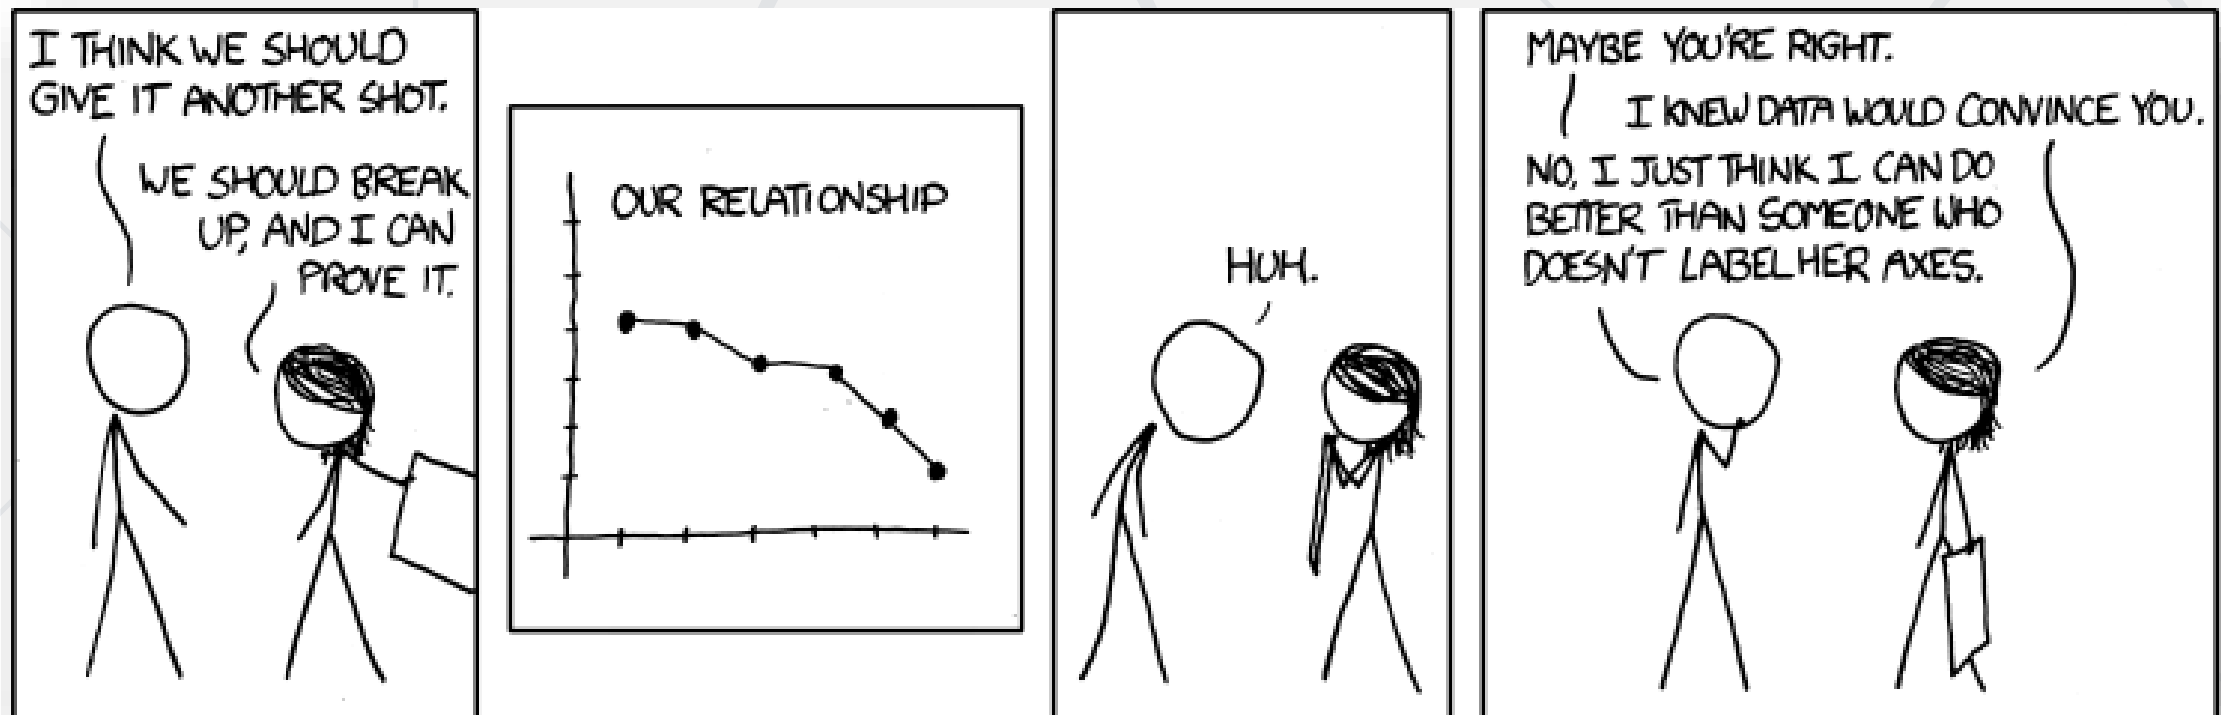 I THINK WE SHOULD
GIVE IT ANOTHER SHOT.
WE SHOULD BREAK
UP, AND I CAN
PROVE IT.
OUR RELATIONSHIP
HUH.
MAYBE YOU'RE RIGHT.
I KNEW DATA WOULD CONVINCE YOU.
NO, I JUST THINK I CAN DO
BETTER THAN SOMEONE WHO
DOESN'T LABEL HER AXES.